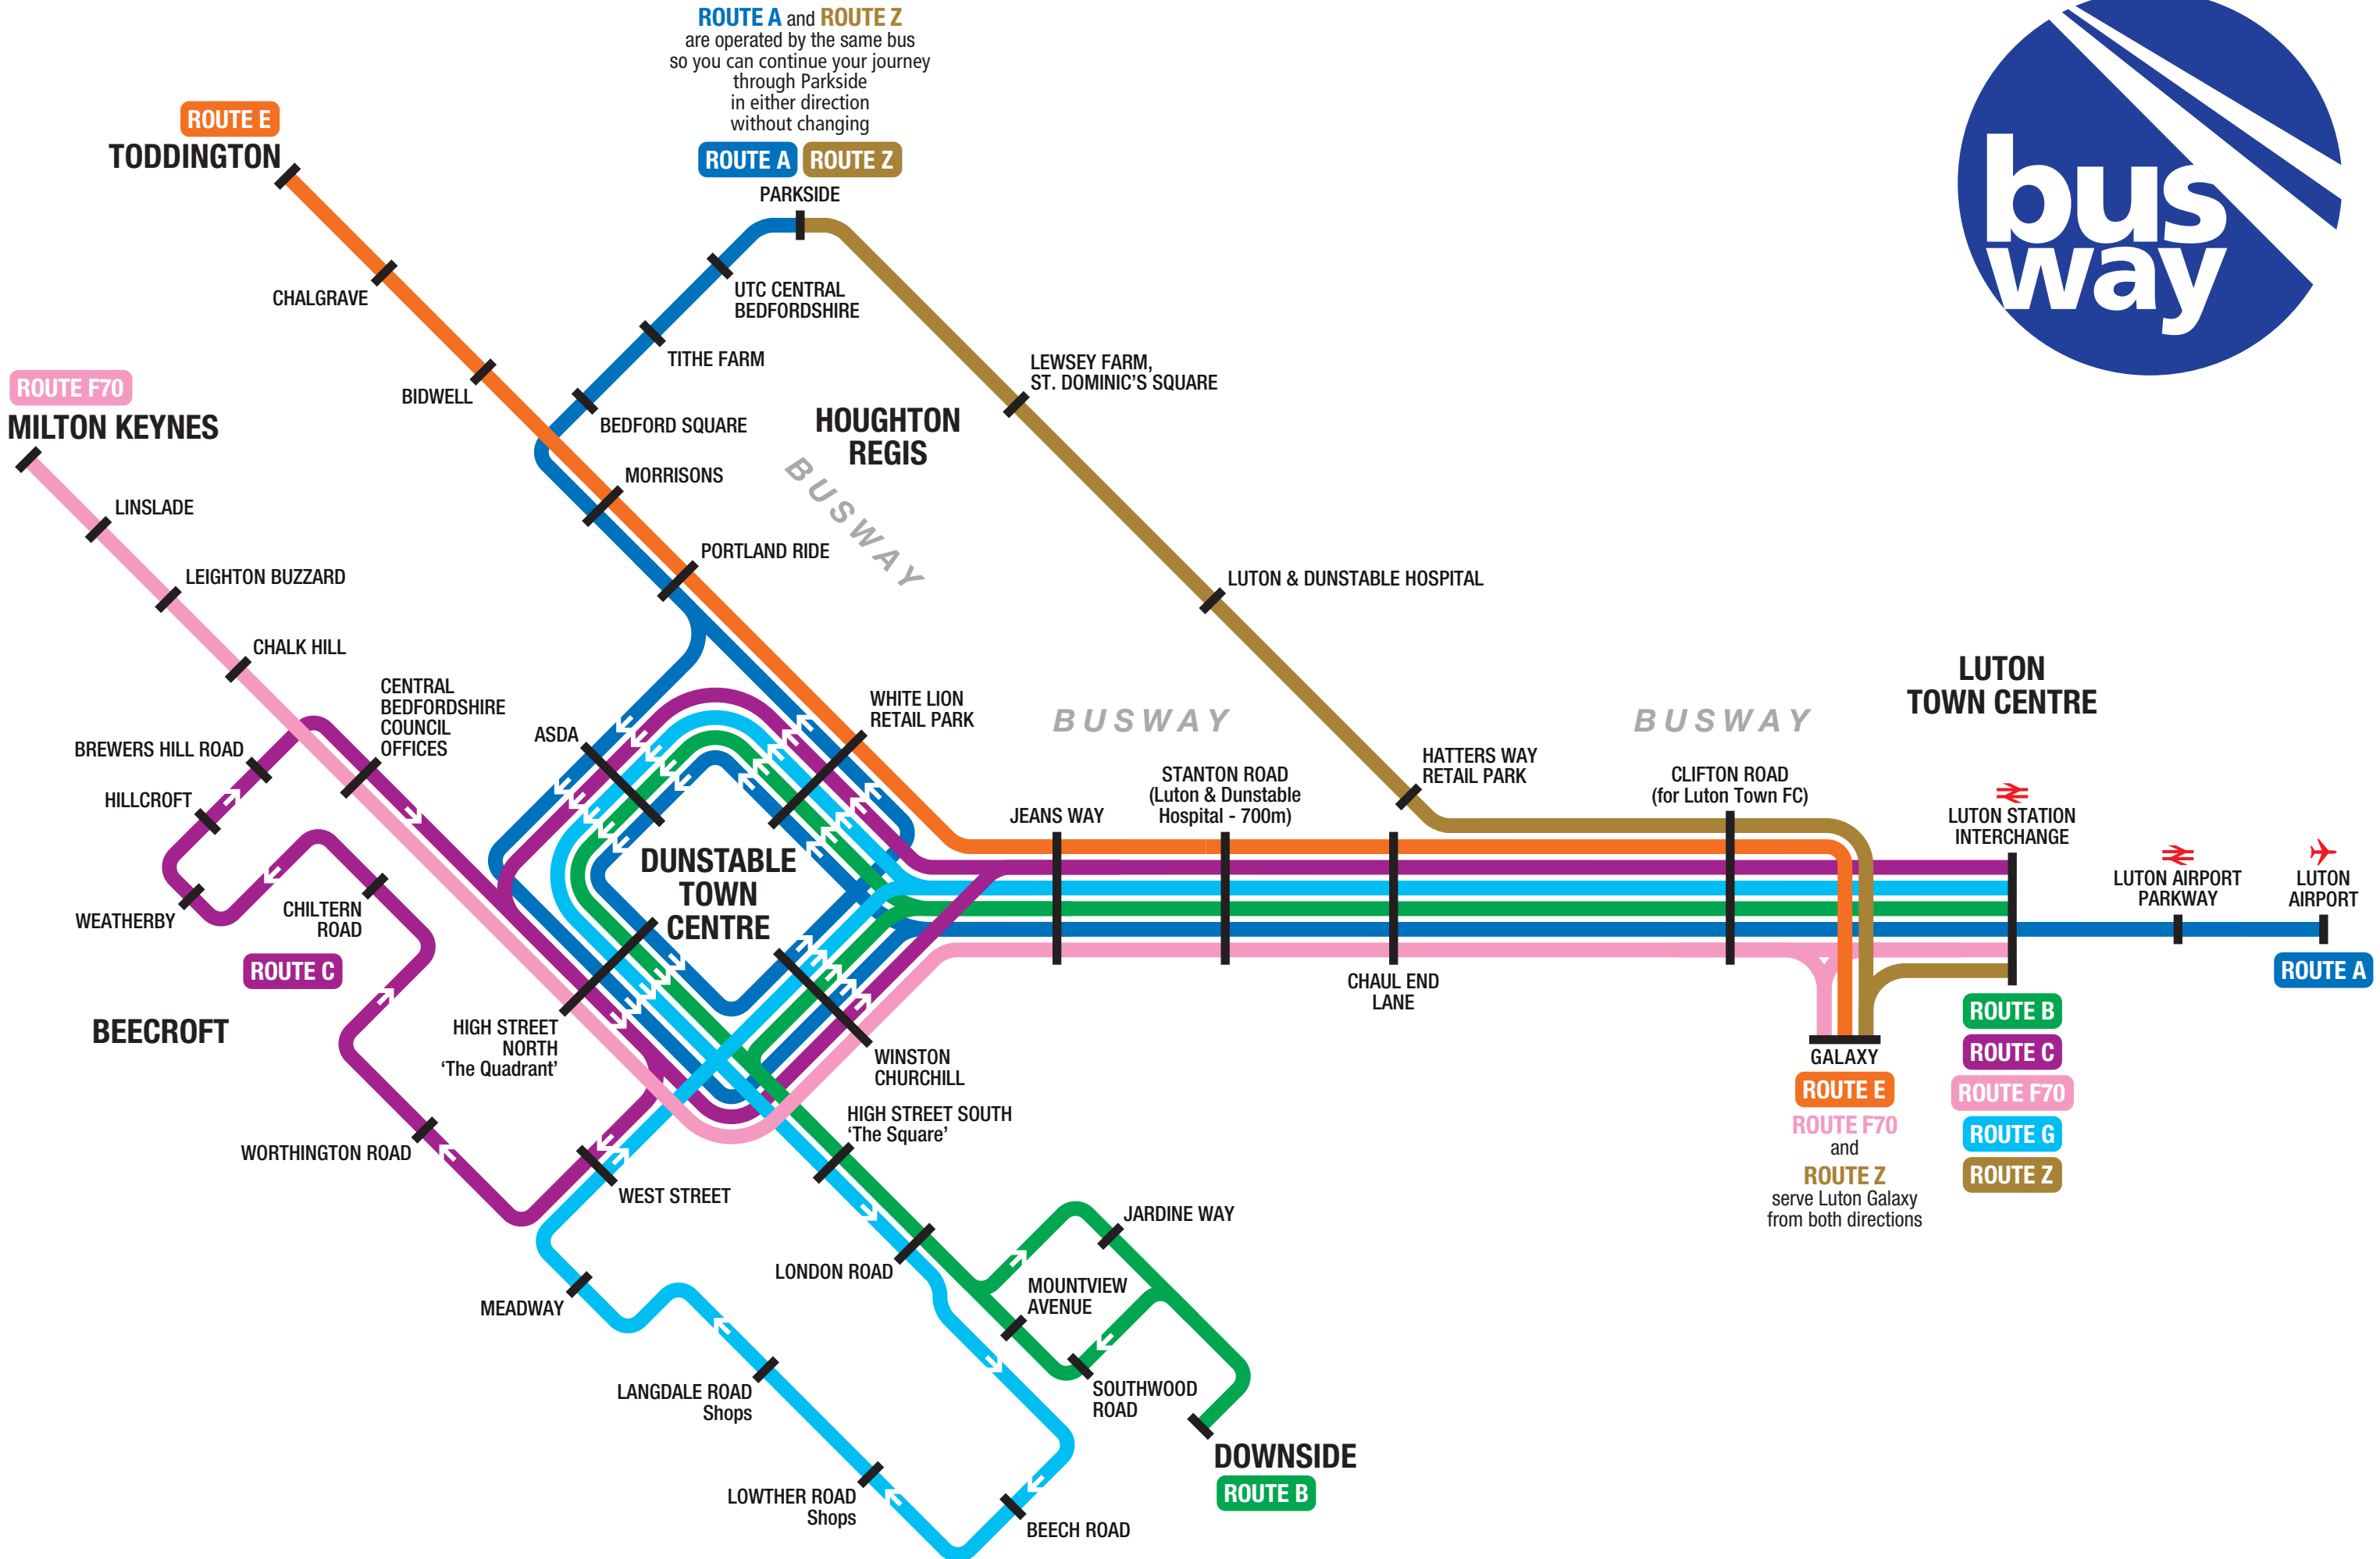 ROUTE A and ROUTE Z
are operated by the same bus
so you can continue your journey
through Parkside
in either direction
without changing
ROUTE A ROUTE Z
PARKSIDE
bus
way
ROUTE E
TODDINGTON
CHALGRAVE
BIDWELL
UTC CENTRAL
BEDFORDSHIRE
TITHE FARM
BEDFORD SQUARE
MORRISONS
PORTLAND RIDE
HOUGHTON
REGIS
BUSWAY
LEWSEY FARM,
ST. DOMINIC'S SQUARE
LUTON & DUNSTABLE HOSPITAL
HATTERS WAY
RETAIL PARK
ROUTE F70
MILTON KEYNES
LINSLADE
LEIGHTON BUZZARD
CHALK HILL
CENTRAL
BEDFORDSHIRE
COUNCIL
OFFICES
BREWERS HILL ROAD
HILLCROFT
WEATHERBY
CHILTERN
ROAD
ROUTE C
BEECROFT
WORTHINGTON ROAD
ASDA
WHITE LION
RETAIL PARK
DUNSTABLE
TOWN
CENTRE
HIGH STREET
NORTH
'The Quadrant'
WINSTON
CHURCHILL
HIGH STREET SOUTH
'The Square'
WEST STREET
MEADWAY
LANGDALE ROAD
Shops
LOWTHER ROAD
Shops
BEECH ROAD
LONDON ROAD
MOUNTVIEW
AVENUE
JARDINE WAY
SOUTHWOOD
ROAD
DOWNSIDE
ROUTE B
BUSWAY
JEANS WAY
STANTON ROAD
(Luton & Dunstable
Hospital - 700m)
CHAUL END
LANE
BUSWAY
CLIFTON ROAD
(for Luton Town FC)
LUTON
TOWN CENTRE
LUTON STATION
INTERCHANGE
LUTON AIRPORT
PARKWAY
LUTON
AIRPORT
ROUTE A
GALAXY
ROUTE E
ROUTE F70
and
ROUTE Z
serve Luton Galaxy
from both directions
ROUTE B
ROUTE C
ROUTE F70
ROUTE G
ROUTE Z